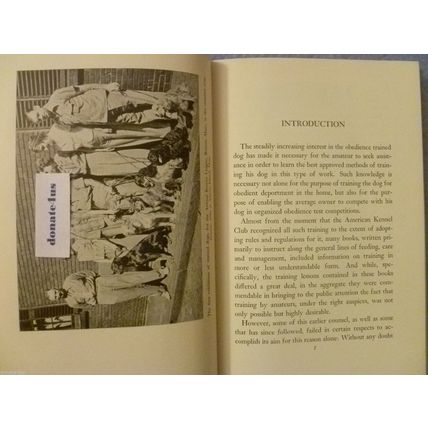 donate4us
INTRODUCTION
The steadily increasing interest in the obedience trained
dog has made it necessary for the amateur to seek assist-
ance in order to learn the best approved methods of train-
ing his dog in this type of work. Such knowledge is
necessary not alone for the purpose of training the dog for
obedient deportment in the home, but also for the pur-
pose of enabling the average owner to compete with his
dog in organized obedience test competitions.
Almost from the moment that the American Kennel
Club recognized all such training to the extent of adopt-
ing rules and regulations for it, many books, written pri-
marily to instruct along the general lines of feeding, care
and management, included information on training in
more or less understandable form. And while, spe-
cifically, the training lessons contained in these books
differed a great deal, in the aggregate they were com-
mendable in bringing to the public attention the fact that
training by amateurs, under the right auspices, was not
only possible but highly desirable.
However, some of this earlier counsel, as well as some
that has since followed, failed in certain respects to ac-
complish its aim for this reason alone: Without any doubt